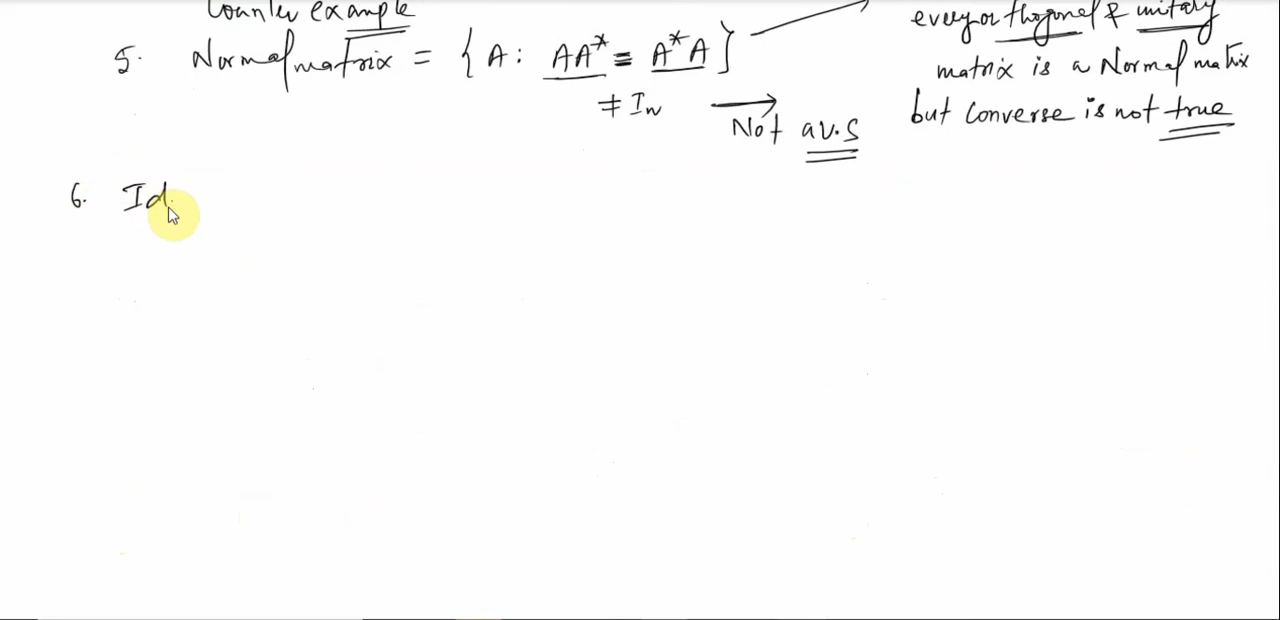 Counter example
5. Normal matrix = { A : AA* = A*A }
≠ In → Not a v.s
every orthogonal & unitary
matrix is a Normal matrix
but converse is not true
6. Id